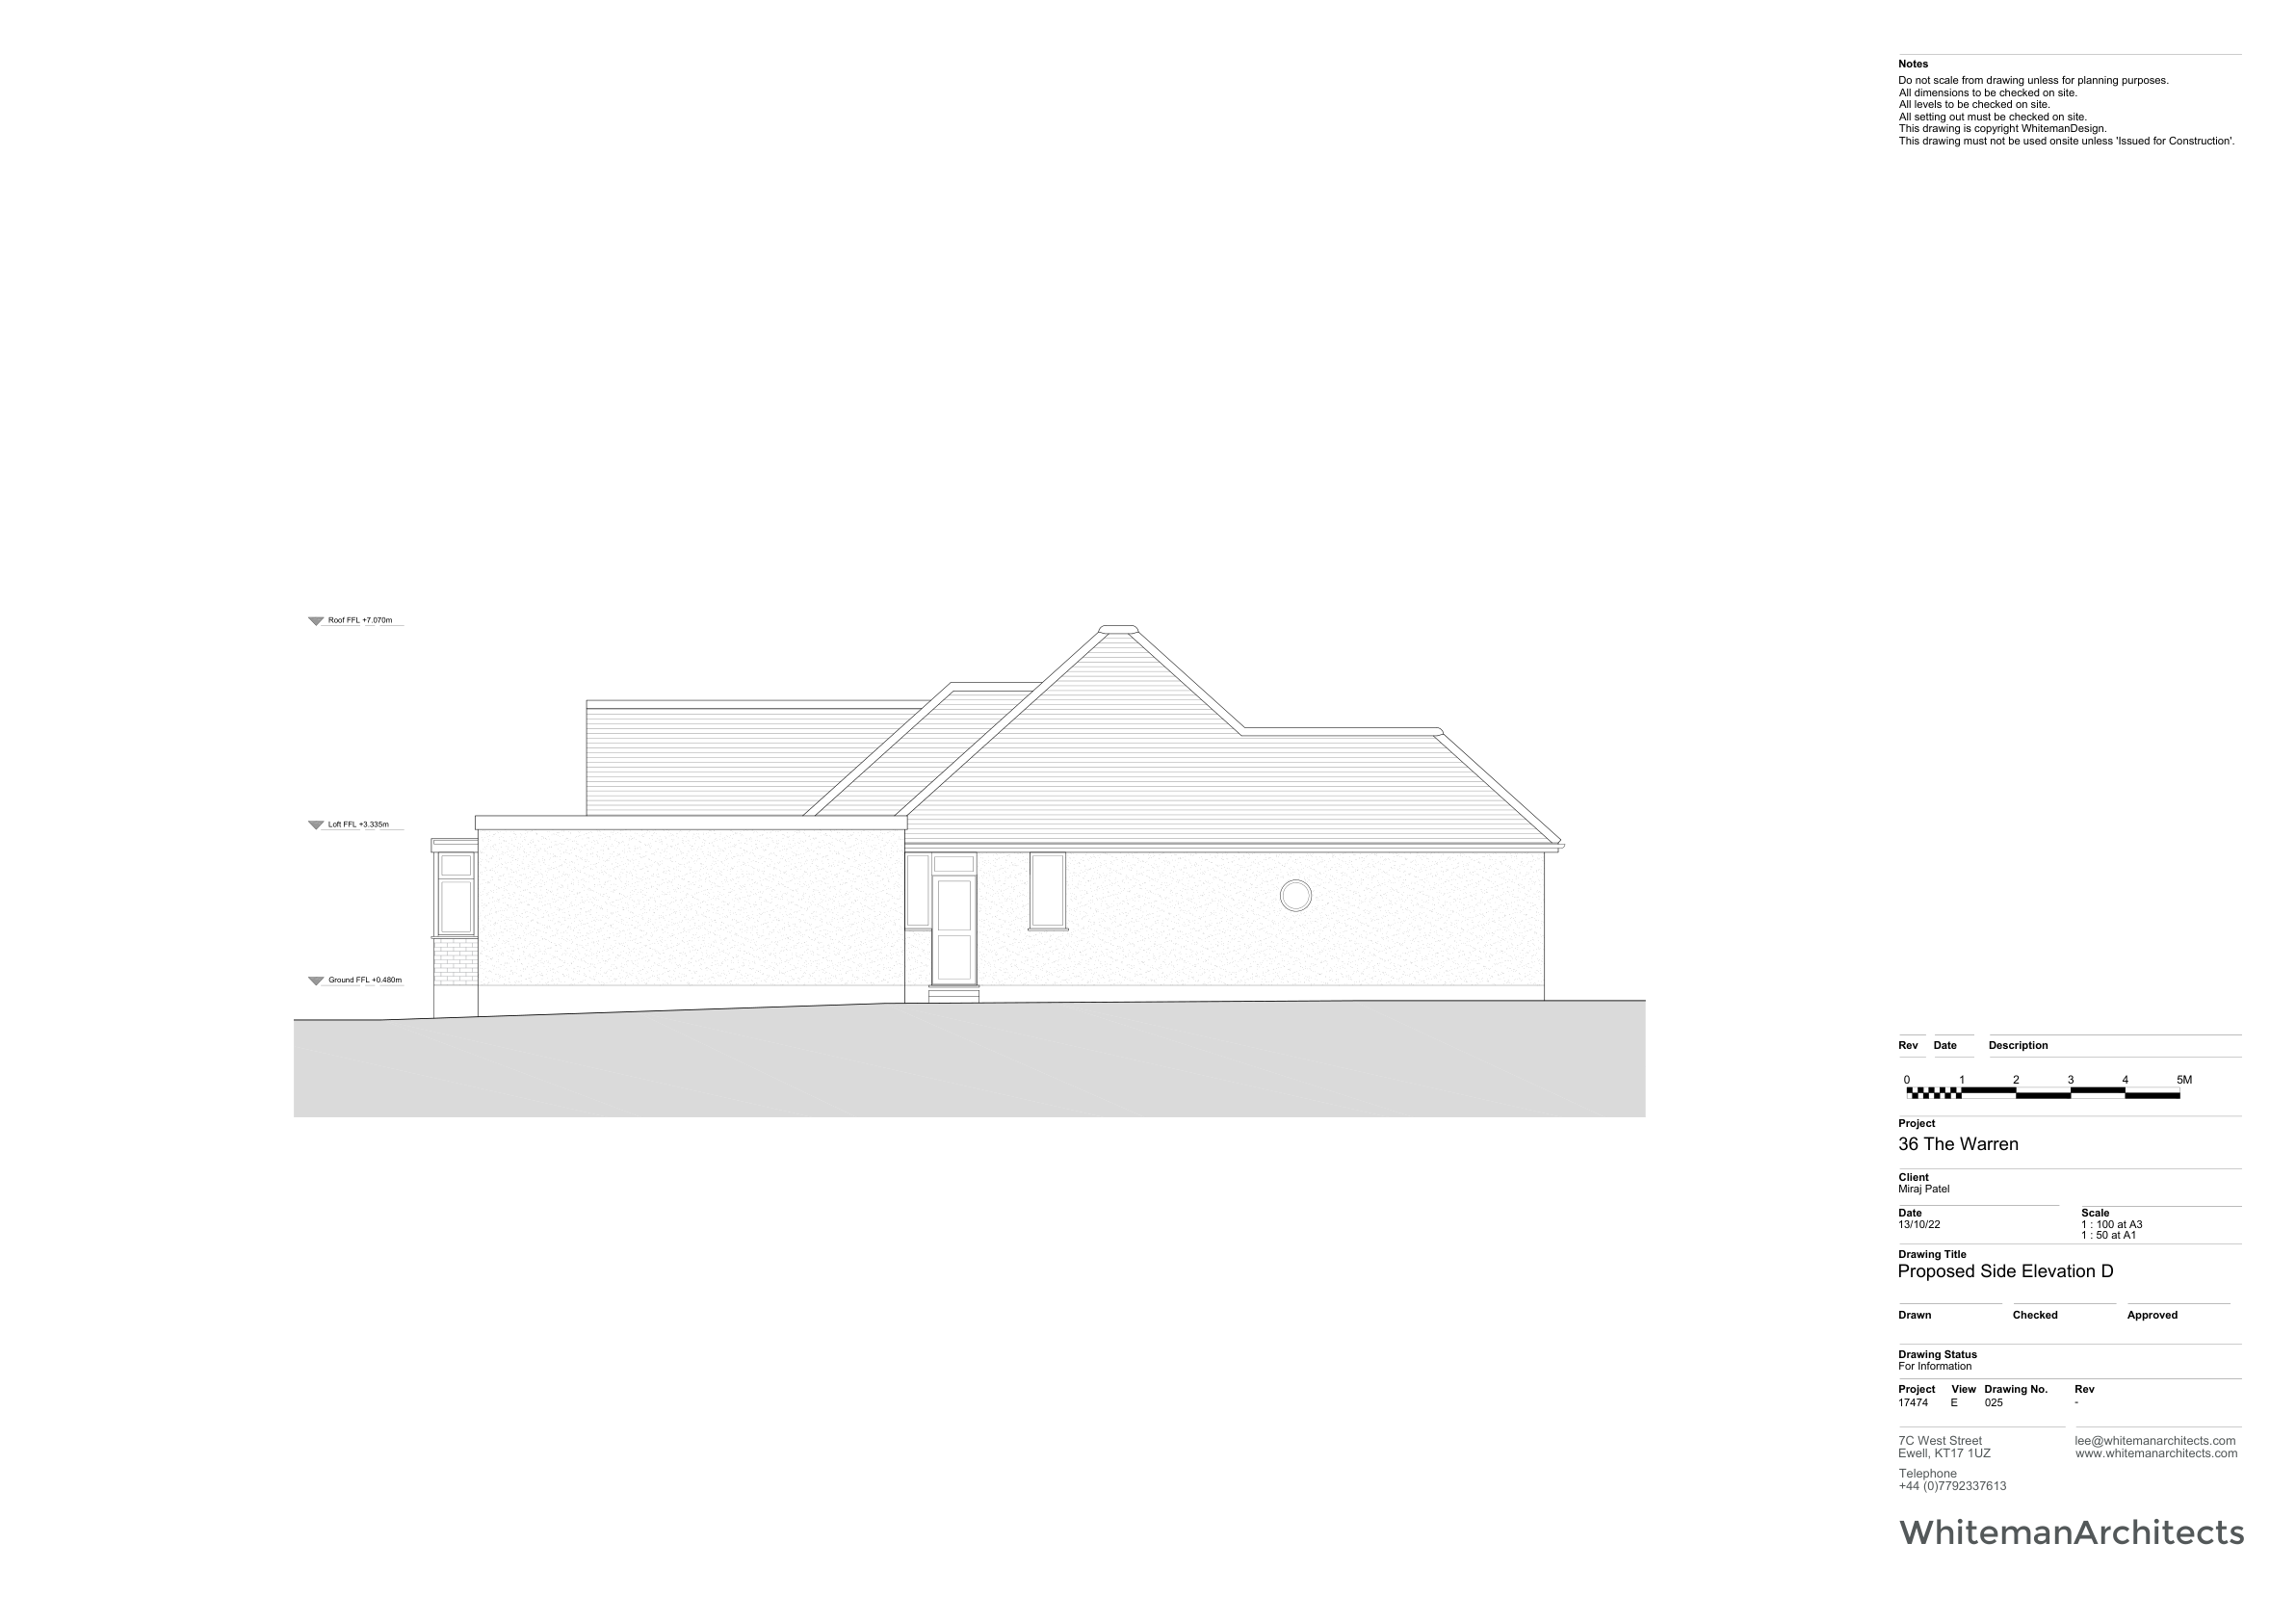 Notes
Do not scale from drawing unless for planning purposes.
All dimensions to be checked on site.
All levels to be checked on site.
All setting out must be checked on site.
This drawing is copyright WhitemanDesign.
This drawing must not be used onsite unless 'Issued for Construction'.
Roof FFL +7.070m
Loft FFL +3.335m
Ground FFL +0.480m
Rev Date Description
0 1 2 3 4 5M
Project
36 The Warren
Client
Miraj Patel
Date Scale
13/10/22 1 : 100 at A3
1 : 50 at A1
Drawing Title
Proposed Side Elevation D
Drawn Checked Approved
Drawing Status
For Information
Project View Drawing No. Rev
17474 E 025 -
7C West Street lee@whitemanarchitects.com
Ewell, KT17 1UZ www.whitemanarchitects.com
Telephone
+44 (0)7792337613
WhitemanArchitects